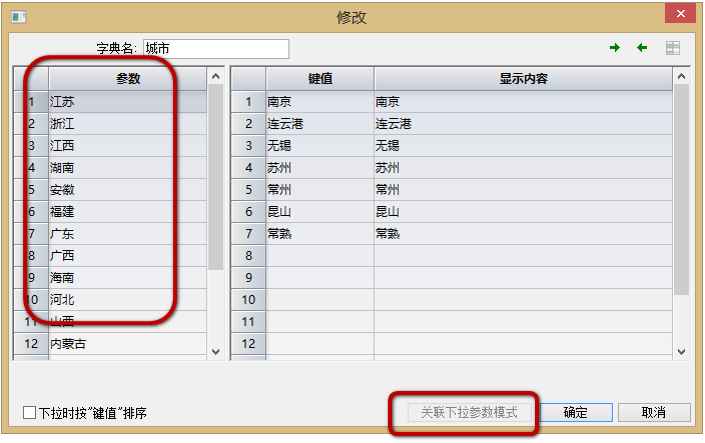 修改
字典名: 城市
参数
1 江苏
2 浙江
3 江西
4 湖南
5 安徽
6 福建
7 广东
8 广西
9 海南
10 河北
11 山西
12 内蒙古
键值 显示内容
1 南京 南京
2 连云港 连云港
3 无锡 无锡
4 苏州 苏州
5 常州 常州
6 昆山 昆山
7 常熟 常熟
8
9
10
11
12
下拉时按"键值"排序
关联下拉参数模式 确定 取消